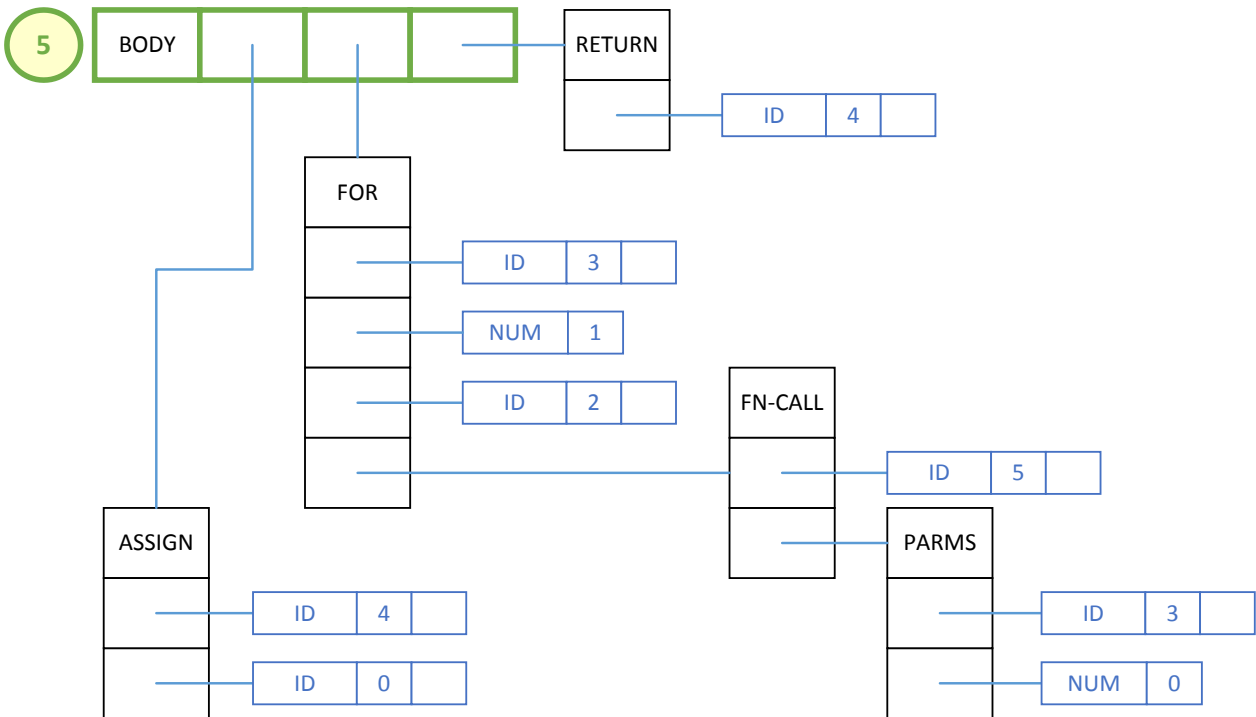 5 BODY RETURN
ID 4
FOR
ID 3
NUM 1
ID 2 FN-CALL
ID 5
ASSIGN PARMS
ID 4 ID 3
ID 0 NUM 0